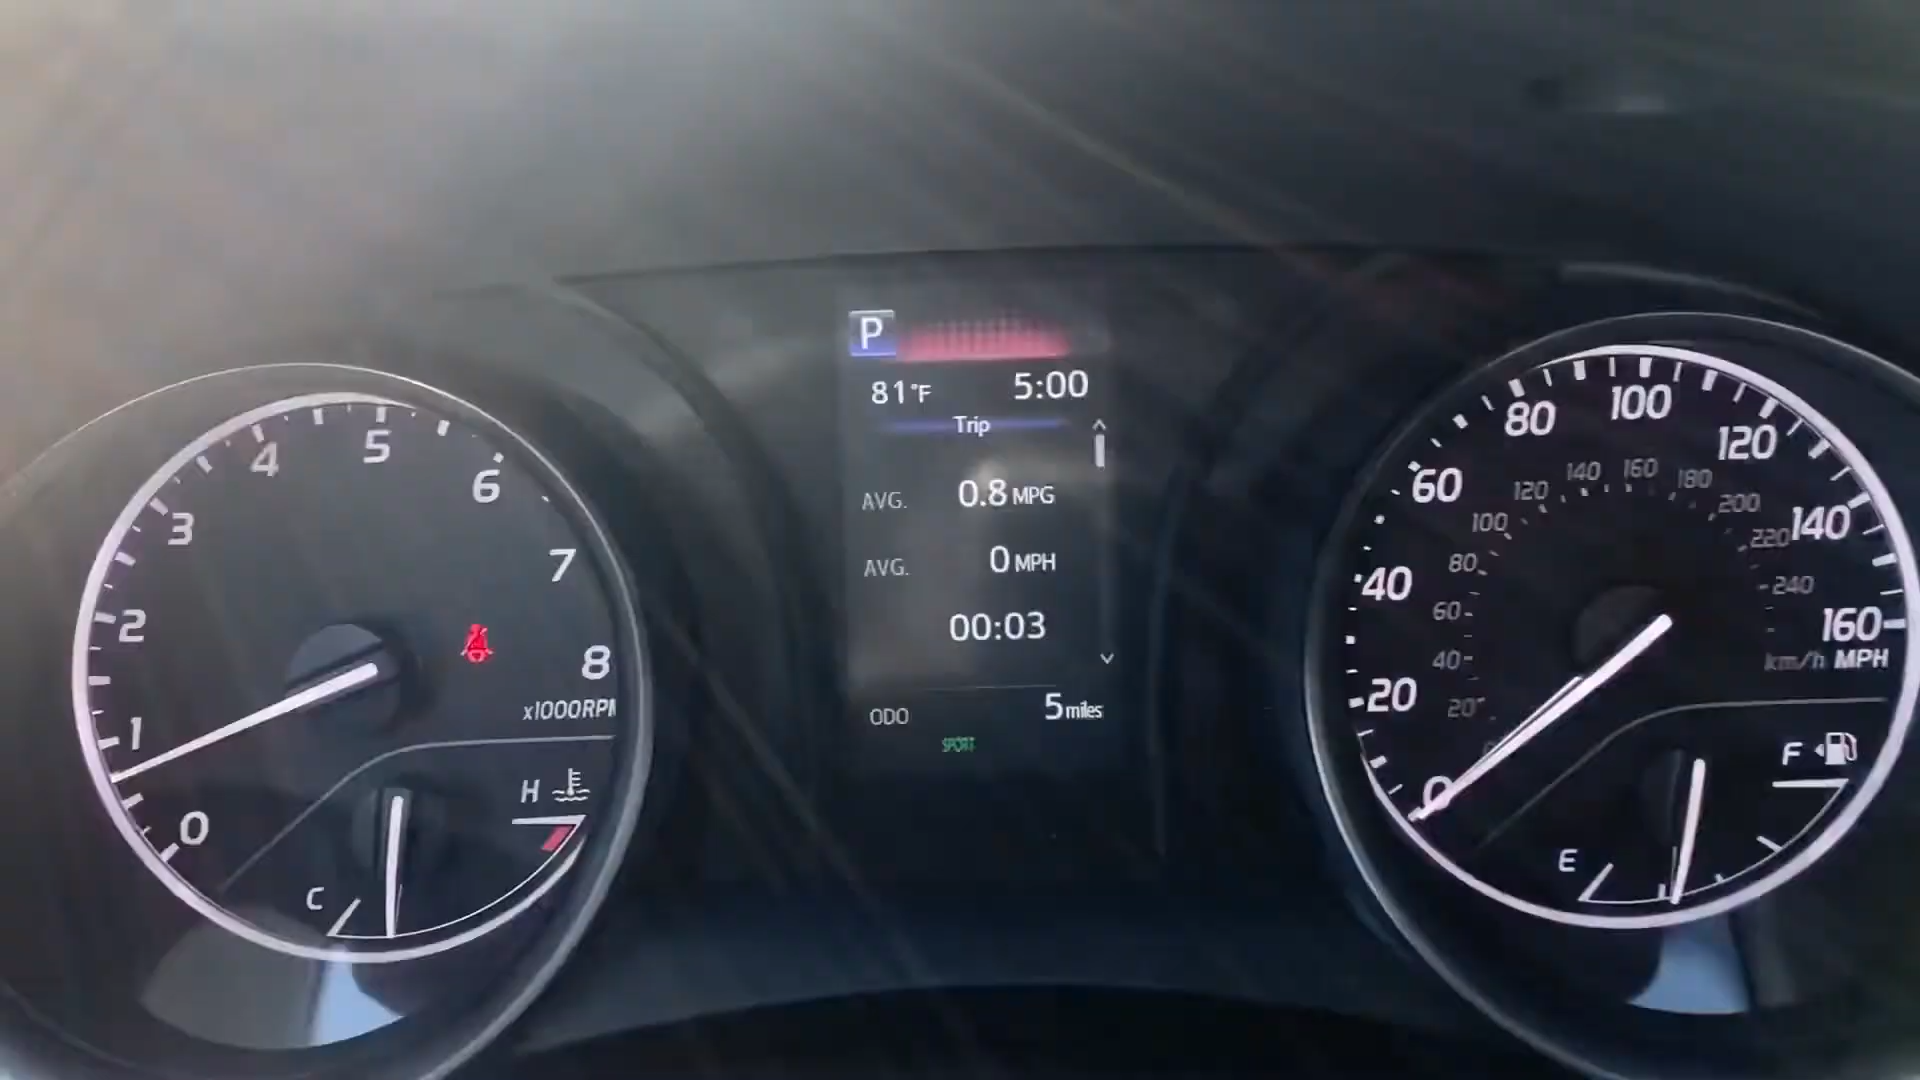 P
81°F 5:00
Trip
AVG. 0.8 MPG
AVG. 0 MPH
00:03
ODO 5 miles
SPORT
0 1 2 3 4 5 6 7 8
x1000RPM
H
C
0 20 40 60 80 100 120 140 160
20 40 60 80 100 120 140 160 180 200 220 240
km/h MPH
F
E